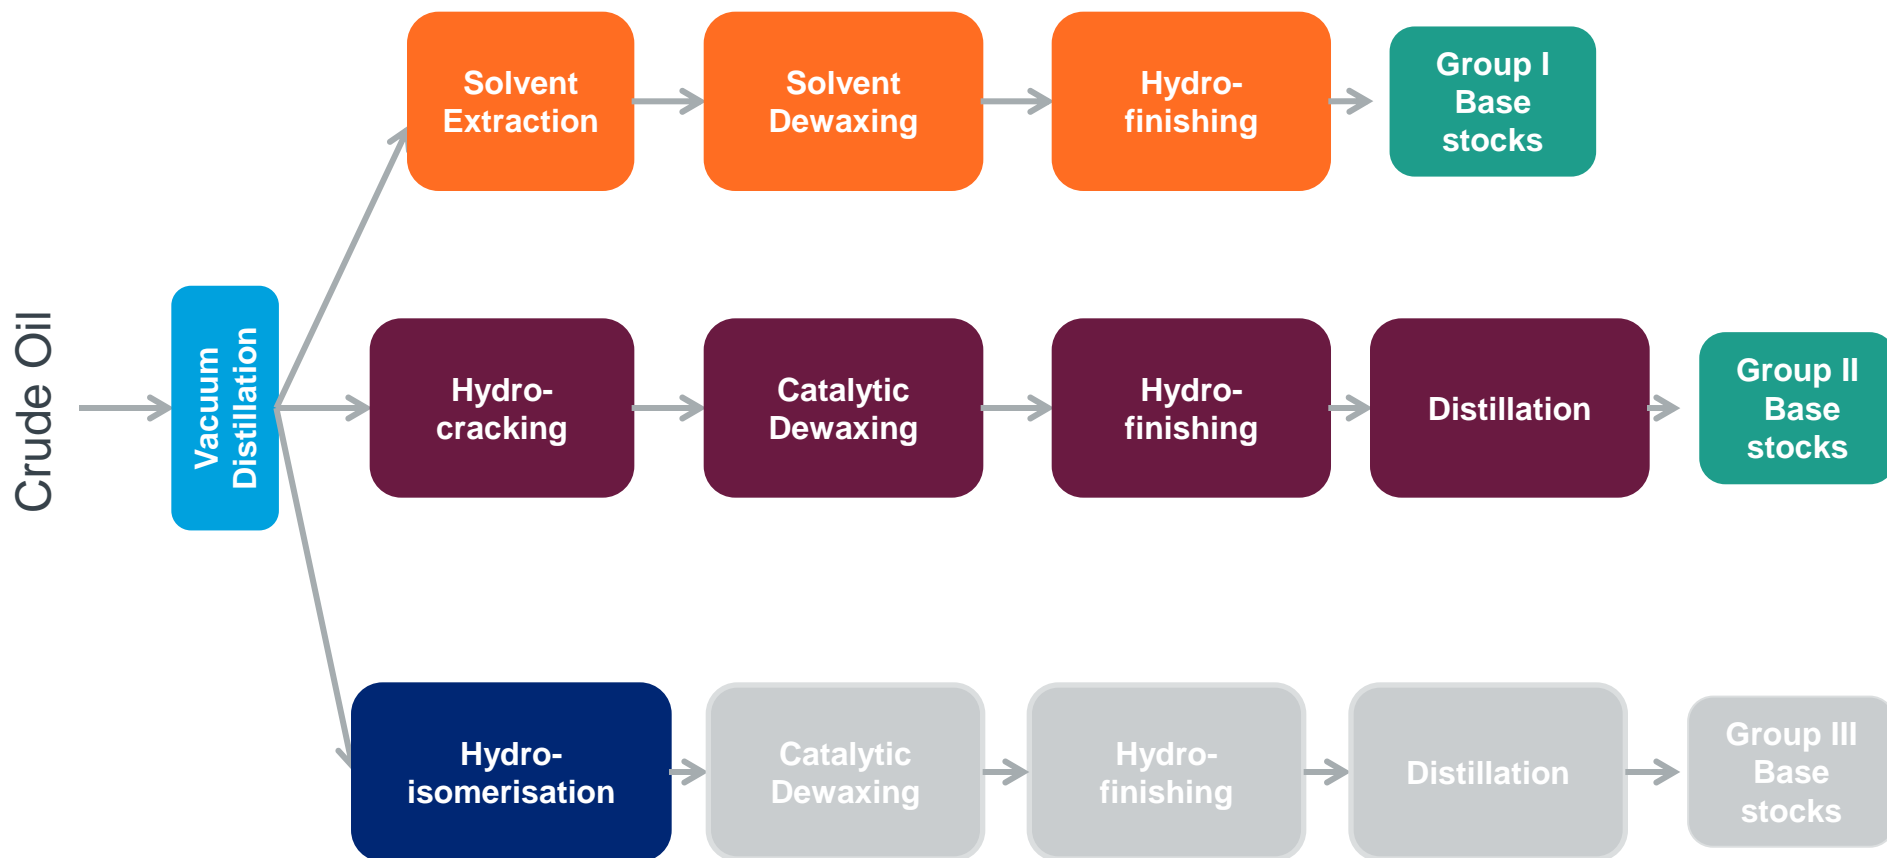 Crude Oil
Vacuum
Distillation
Solvent
Extraction
Solvent
Dewaxing
Hydro-
finishing
Group I
Base
stocks
Hydro-
cracking
Catalytic
Dewaxing
Hydro-
finishing
Distillation
Group II
Base
stocks
Hydro-
isomerisation
Catalytic
Dewaxing
Hydro-
finishing
Distillation
Group III
Base
stocks